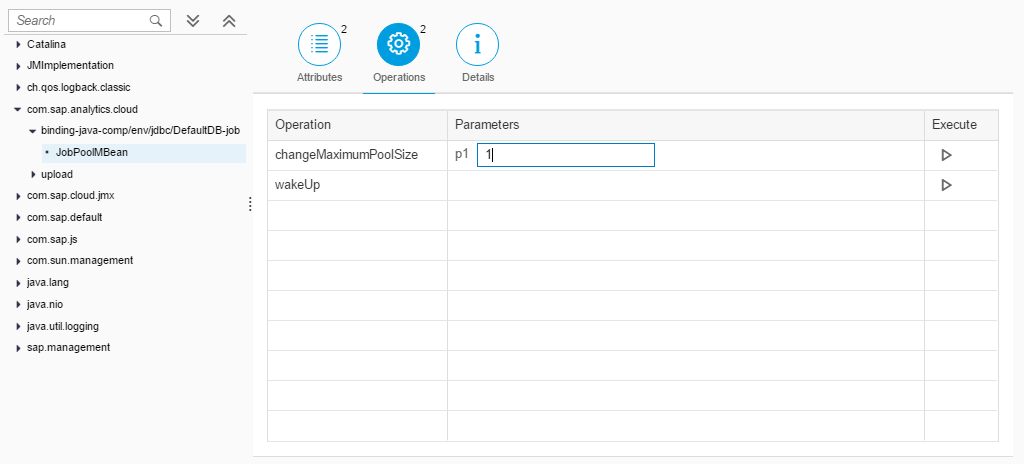 Search
Catalina
JMImplementation
ch.qos.logback.classic
com.sap.analytics.cloud
binding-java-comp/env/jdbc/DefaultDB-job
JobPoolMBean
upload
com.sap.cloud.jmx
com.sap.default
com.sap.js
com.sun.management
java.lang
java.nio
java.util.logging
sap.management
2
Attributes
2
Operations
i
Details
Operation Parameters Execute
changeMaximumPoolSize p1 1
wakeUp